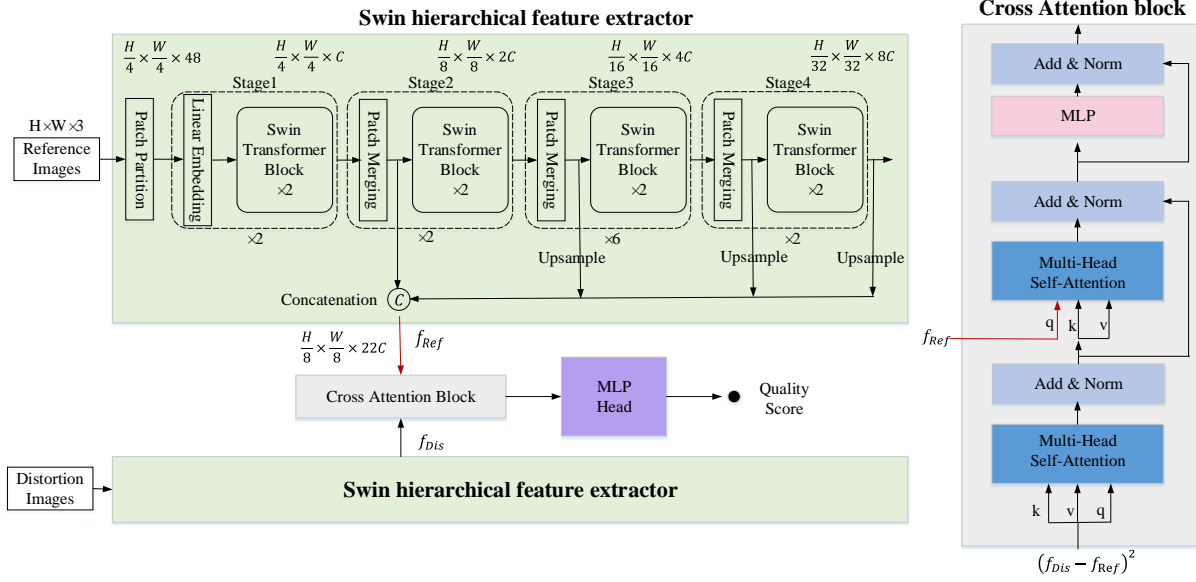 Swin hierarchical feature extractor
H/4 × W/4 × 48
H/4 × W/4 × C
H/8 × W/8 × 2C
H/16 × W/16 × 4C
H/32 × W/32 × 8C
Stage1
Stage2
Stage3
Stage4
H×W×3
Reference
Images
Patch Partition
Linear Embedding
Swin
Transformer
Block
×2
Patch Merging
Swin
Transformer
Block
×2
Patch Merging
Swin
Transformer
Block
×2
Patch Merging
Swin
Transformer
Block
×2
×2
×2
×6
×2
Upsample
Upsample
Upsample
Concatenation
C
H/8 × W/8 × 22C
f_Ref
Cross Attention Block
MLP
Head
Quality
Score
f_Dis
Distortion
Images
Swin hierarchical feature extractor
Cross Attention block
Add & Norm
MLP
Add & Norm
Multi-Head
Self-Attention
q
k
v
f_Ref
Add & Norm
Multi-Head
Self-Attention
k
v
q
(f_Dis − f_Ref)²